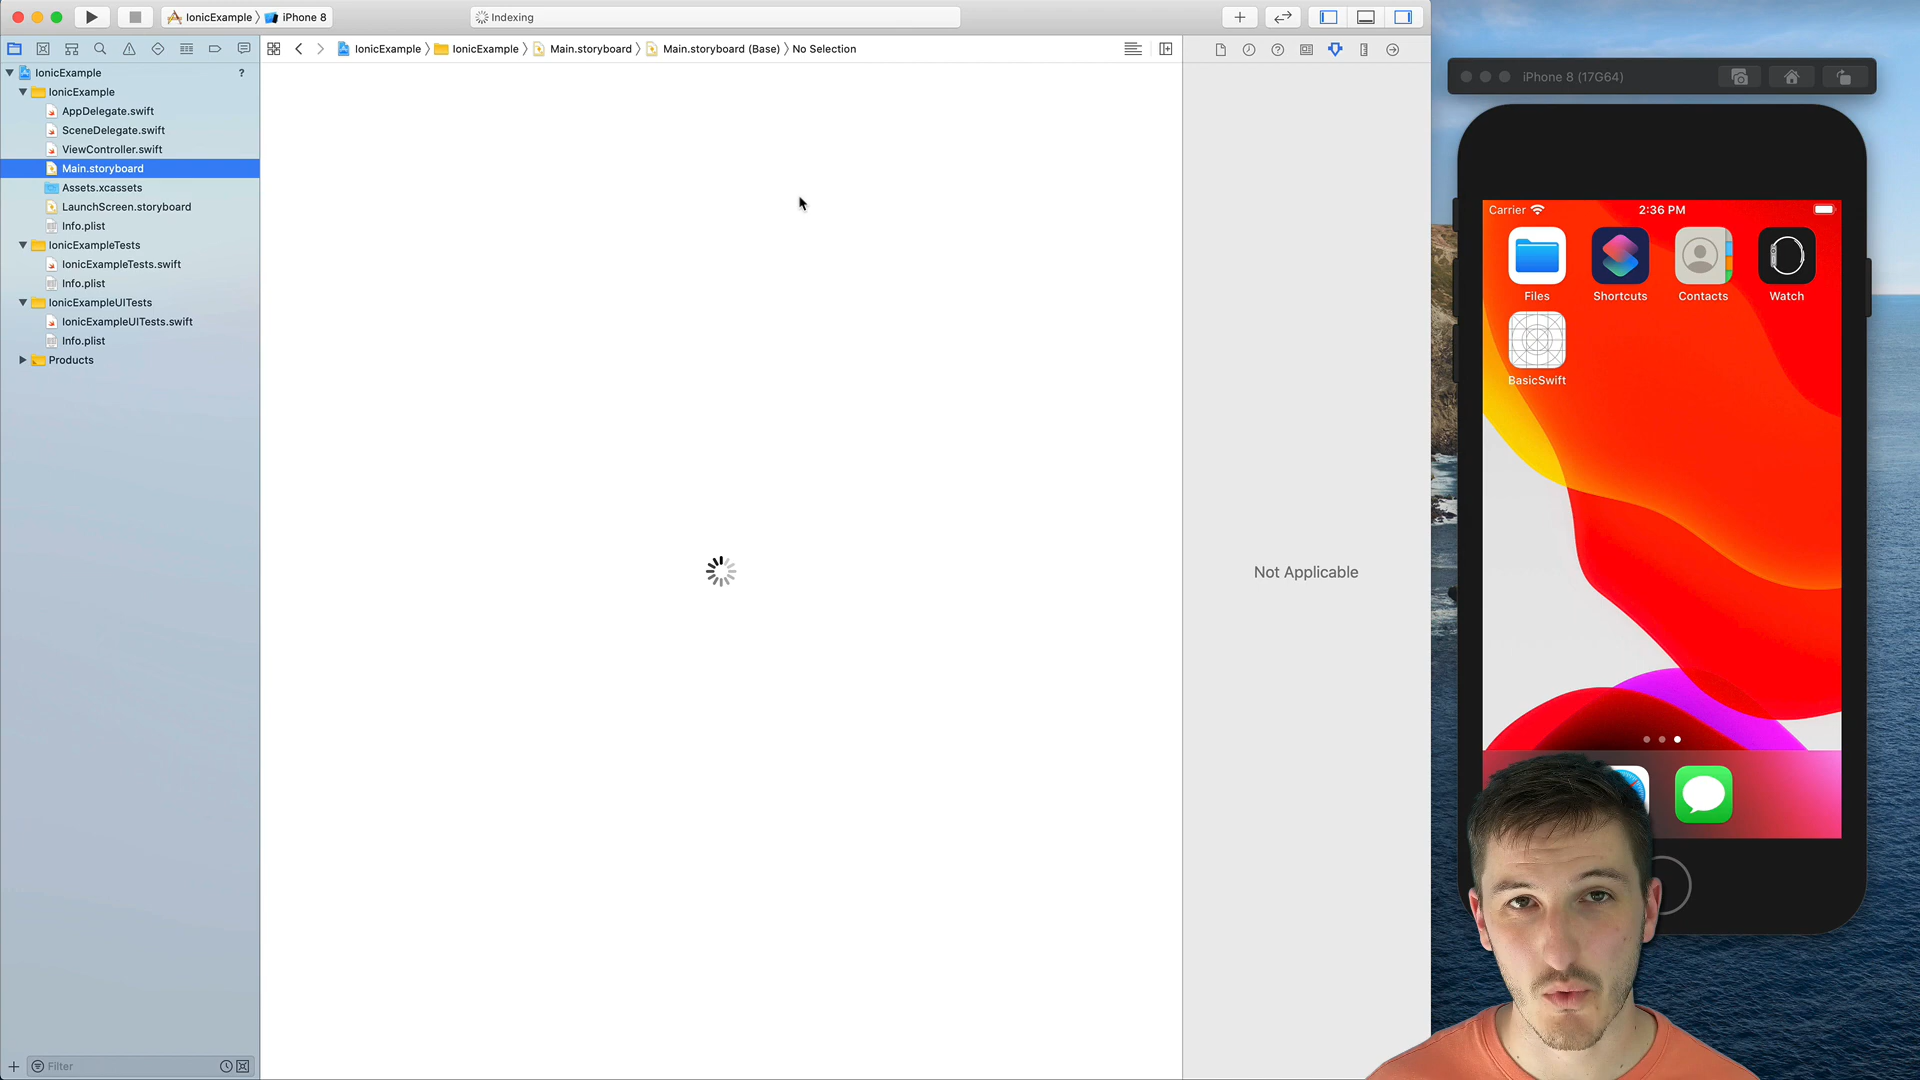 IonicExample iPhone 8
Indexing
IonicExample IonicExample Main.storyboard Main.storyboard (Base) No Selection
IonicExample ?
IonicExample
AppDelegate.swift
SceneDelegate.swift
ViewController.swift
Main.storyboard
Assets.xcassets
LaunchScreen.storyboard
Info.plist
IonicExampleTests
IonicExampleTests.swift
Info.plist
IonicExampleUITests
IonicExampleUITests.swift
Info.plist
Products
Filter
Not Applicable
iPhone 8 (17G64)
Carrier 2:36 PM
Files Shortcuts Contacts Watch
BasicSwift